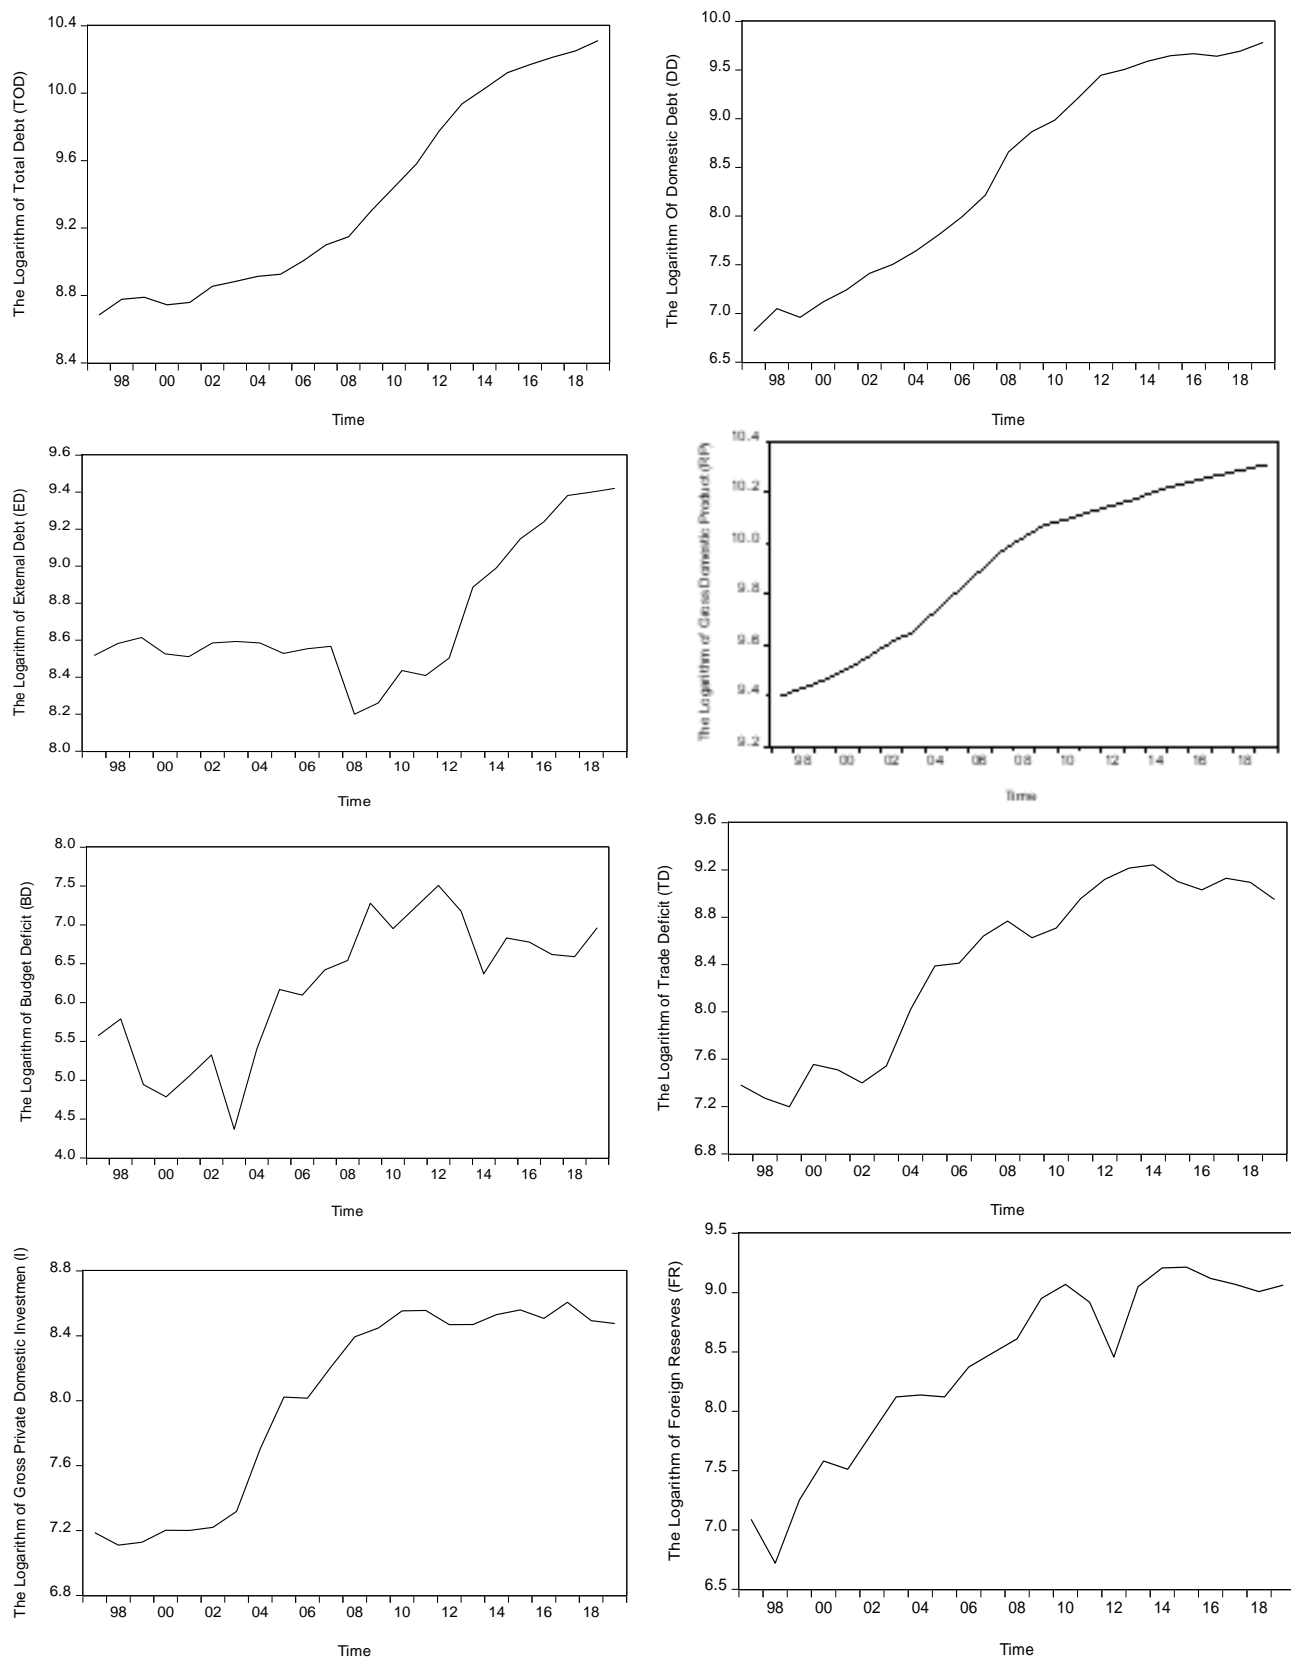 The Logarithm of Total Debt (TOD)
10.4
10.0
9.6
9.2
8.8
8.4
98 00 02 04 06 08 10 12 14 16 18
Time
The Logarithm Of Domestic Debt (DD)
10.0
9.5
9.0
8.5
8.0
7.5
7.0
6.5
98 00 02 04 06 08 10 12 14 16 18
Time
The Logarithm of External Debt (ED)
9.6
9.4
9.2
9.0
8.8
8.6
8.4
8.2
8.0
98 00 02 04 06 08 10 12 14 16 18
Time
The Logarithm of Gross Domestic Product (RP)
10.4
10.2
10.0
9.8
9.6
9.4
9.2
98 00 02 04 06 08 10 12 14 16 18
Time
The Logarithm of Budget Deficit (BD)
8.0
7.5
7.0
6.5
6.0
5.5
5.0
4.5
4.0
98 00 02 04 06 08 10 12 14 16 18
Time
The Logarithm of Trade Deficit (TD)
9.6
9.2
8.8
8.4
8.0
7.6
7.2
6.8
98 00 02 04 06 08 10 12 14 16 18
Time
The Logarithm of Gross Private Domestic Investmen (I)
8.8
8.4
8.0
7.6
7.2
6.8
98 00 02 04 06 08 10 12 14 16 18
Time
The Logarithm of Foreign Reserves (FR)
9.5
9.0
8.5
8.0
7.5
7.0
6.5
98 00 02 04 06 08 10 12 14 16 18
Time